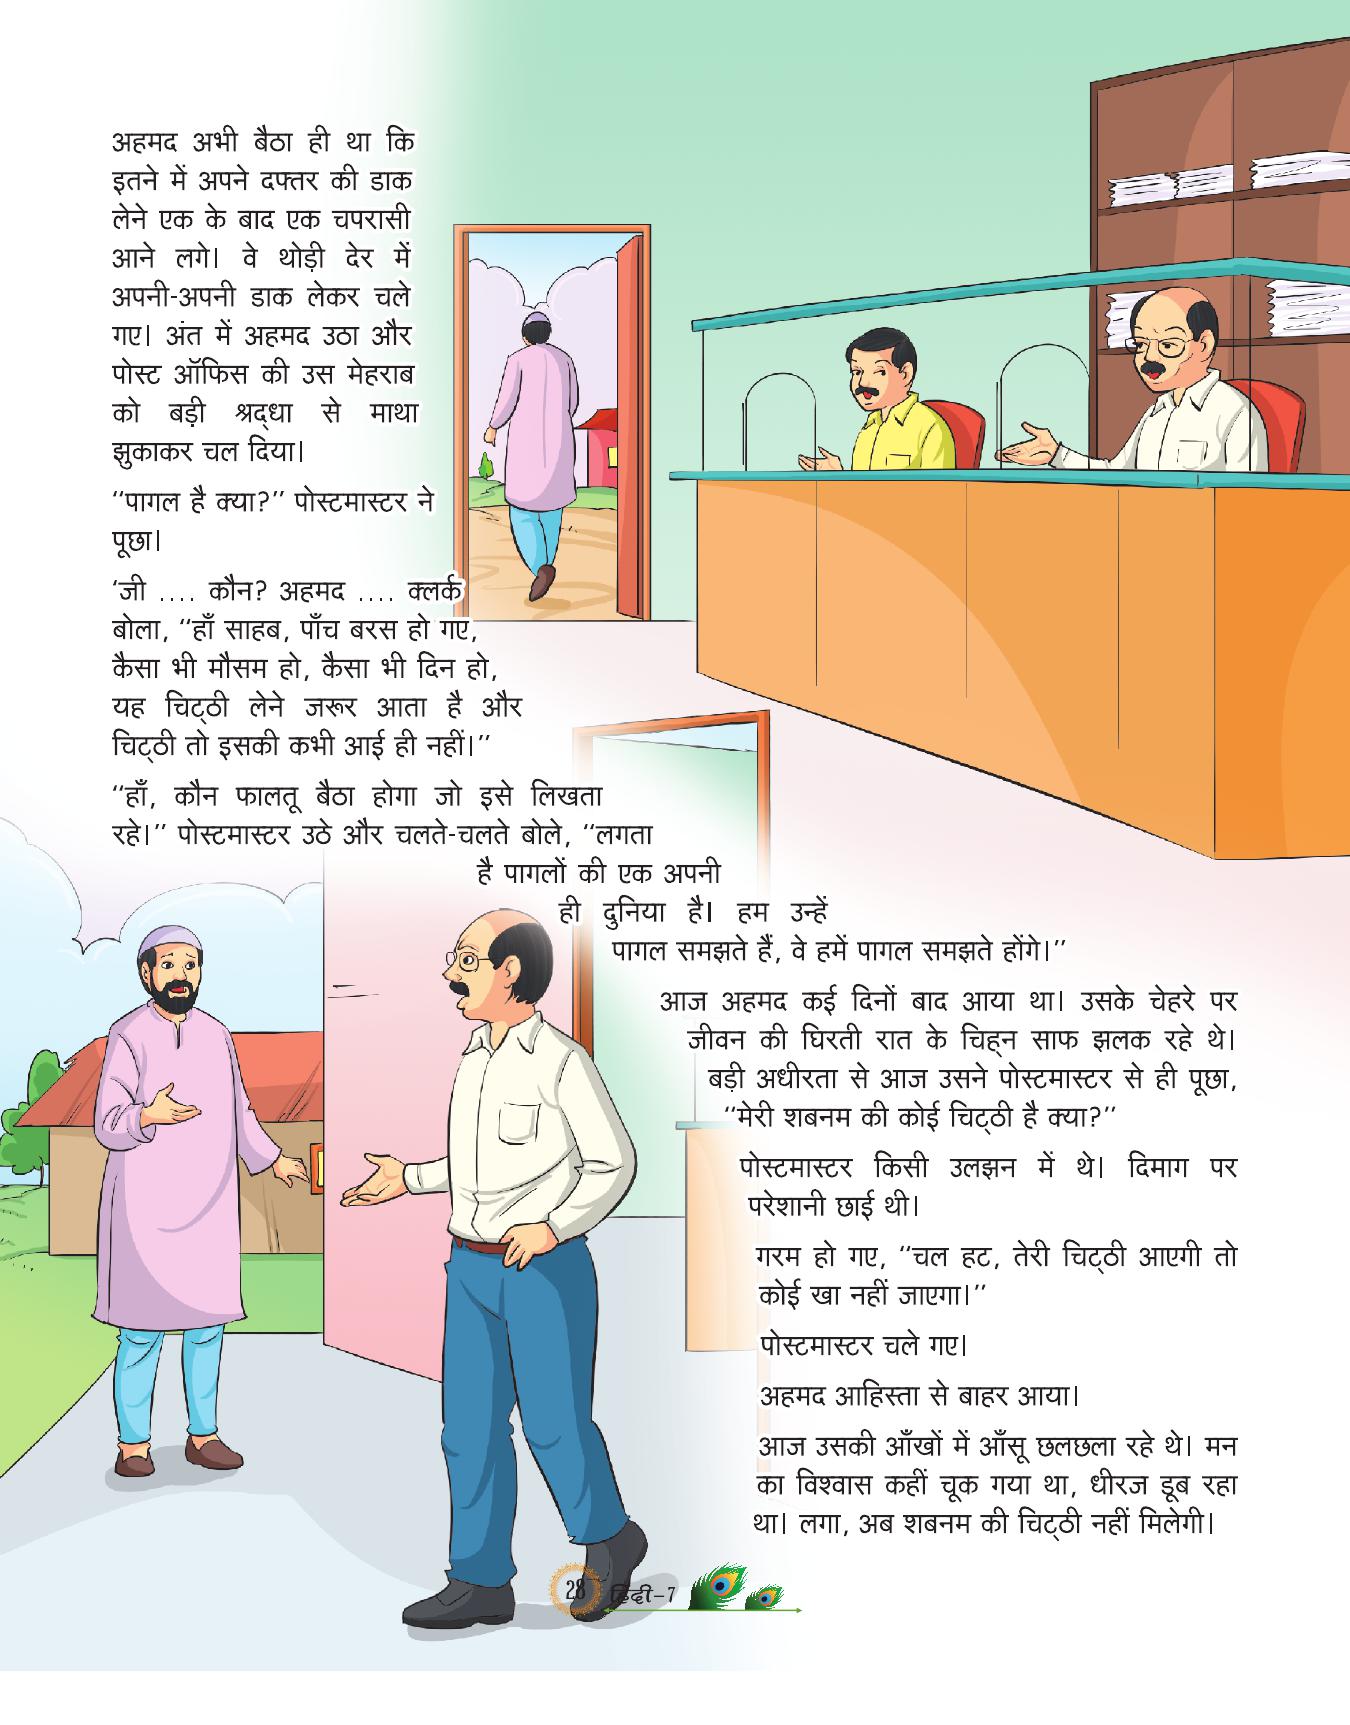 अहमद अभी बैठा ही था कि
इतने में अपने दफ्तर की डाक
लेने एक के बाद एक चपरासी
आने लगे। वे थोड़ी देर में
अपनी-अपनी डाक लेकर चले
गए। अंत में अहमद उठा और
पोस्ट ऑफिस की उस मेहराब
को बड़ी श्रद्‌धा से माथा
झुकाकर चल दिया।
‘‘पागल है क्या?’’ पोस्टमास्टर ने
पूछा।
‘जी .... कौन? अहमद .... क्लर्क
बोला, ‘‘हाँ साहब, पाँच बरस हो गए,
कैसा भी मौसम हो, कैसा भी दिन हो,
यह चिट्‌ठी लेने जरूर आता है और
चिट्‌ठी तो इसकी कभी आई ही नहीं।’’
‘‘हाँ, कौन फालतू बैठा होगा जो इसे लिखता
रहे।’’ पोस्टमास्टर उठे और चलते-चलते बोले, ‘‘लगता
है पागलों की एक अपनी
ही दुनिया है। हम उन्हें
पागल समझते हैं, वे हमें पागल समझते होंगे।’’
आज अहमद कई दिनों बाद आया था। उसके चेहरे पर
जीवन की घिरती रात के चिह्‌न साफ झलक रहे थे।
बड़ी अधीरता से आज उसने पोस्टमास्टर से ही पूछा,
‘‘मेरी शबनम की कोई चिट्‌ठी है क्या?’’
पोस्टमास्टर किसी उलझन में थे। दिमाग पर
परेशानी छाई थी।
गरम हो गए, ‘‘चल हट, तेरी चिट्‌ठी आएगी तो
कोई खा नहीं जाएगा।’’
पोस्टमास्टर चले गए।
अहमद आहिस्ता से बाहर आया।
आज उसकी आँखों में आँसू छलछला रहे थे। मन
का विश्वास कहीं चूक गया था, धीरज डूब रहा
था। लगा, अब शबनम की चिट्‌ठी नहीं मिलेगी।
28 हिंदी–7